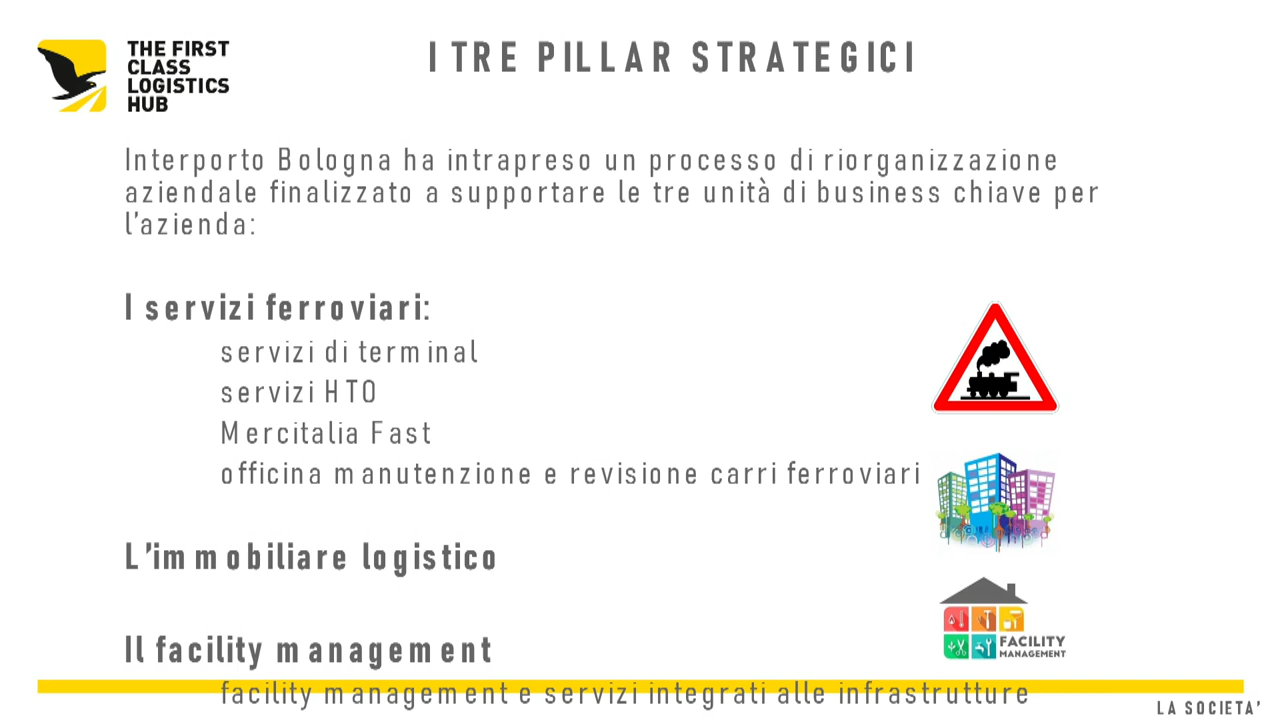 THE FIRST
CLASS
LOGISTICS
HUB
I TRE PILLAR STRATEGICI
Interporto Bologna ha intrapreso un processo di riorganizzazione
aziendale finalizzato a supportare le tre unità di business chiave per
l'azienda:
I servizi ferroviari:
servizi di terminal
servizi HTO
Mercitalia Fast
officina manutenzione e revisione carri ferroviari
L'immobiliare logistico
Il facility management
FACILITY
MANAGEMENT
facility management e servizi integrati alle infrastrutture
LA SOCIETA'